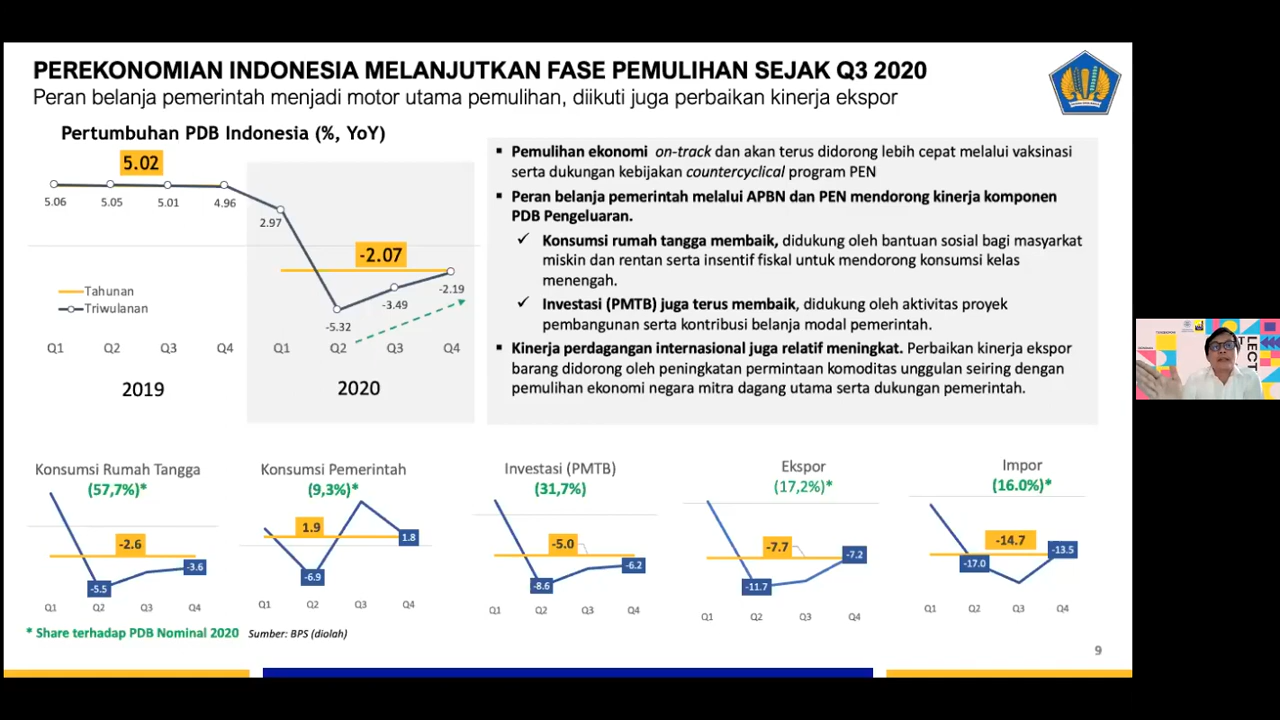 PEREKONOMIAN INDONESIA MELANJUTKAN FASE PEMULIHAN SEJAK Q3 2020
Peran belanja pemerintah menjadi motor utama pemulihan, diikuti juga perbaikan kinerja ekspor
Pertumbuhan PDB Indonesia (%, YoY)
5.02
5.06 5.05 5.01 4.96
2.97
-2.07
-5.32 -3.49 -2.19
Tahunan
Triwulanan
Q1 Q2 Q3 Q4 Q1 Q2 Q3 Q4
2019 2020
▪ Pemulihan ekonomi on-track dan akan terus didorong lebih cepat melalui vaksinasi
serta dukungan kebijakan countercyclical program PEN
▪ Peran belanja pemerintah melalui APBN dan PEN mendorong kinerja komponen
PDB Pengeluaran.
✓ Konsumsi rumah tangga membaik, didukung oleh bantuan sosial bagi masyarkat
miskin dan rentan serta insentif fiskal untuk mendorong konsumsi kelas
menengah.
✓ Investasi (PMTB) juga terus membaik, didukung oleh aktivitas proyek
pembangunan serta kontribusi belanja modal pemerintah.
▪ Kinerja perdagangan internasional juga relatif meningkat. Perbaikan kinerja ekspor
barang didorong oleh peningkatan permintaan komoditas unggulan seiring dengan
pemulihan ekonomi negara mitra dagang utama serta dukungan pemerintah.
Konsumsi Rumah Tangga
(57,7%)*
-2.6
-5.5
-3.6
Q1 Q2 Q3 Q4
Konsumsi Pemerintah
(9,3%)*
1.9
-6.9
1.8
Q1 Q2 Q3 Q4
Investasi (PMTB)
(31,7%)
-5.0
-8.6
-6.2
Q1 Q2 Q3 Q4
Ekspor
(17,2%)*
-7.7
-11.7
-7.2
Q1 Q2 Q3 Q4
Impor
(16.0%)*
-14.7
-17.0
-13.5
Q1 Q2 Q3 Q4
* Share terhadap PDB Nominal 2020 Sumber: BPS (diolah)
9
LECT